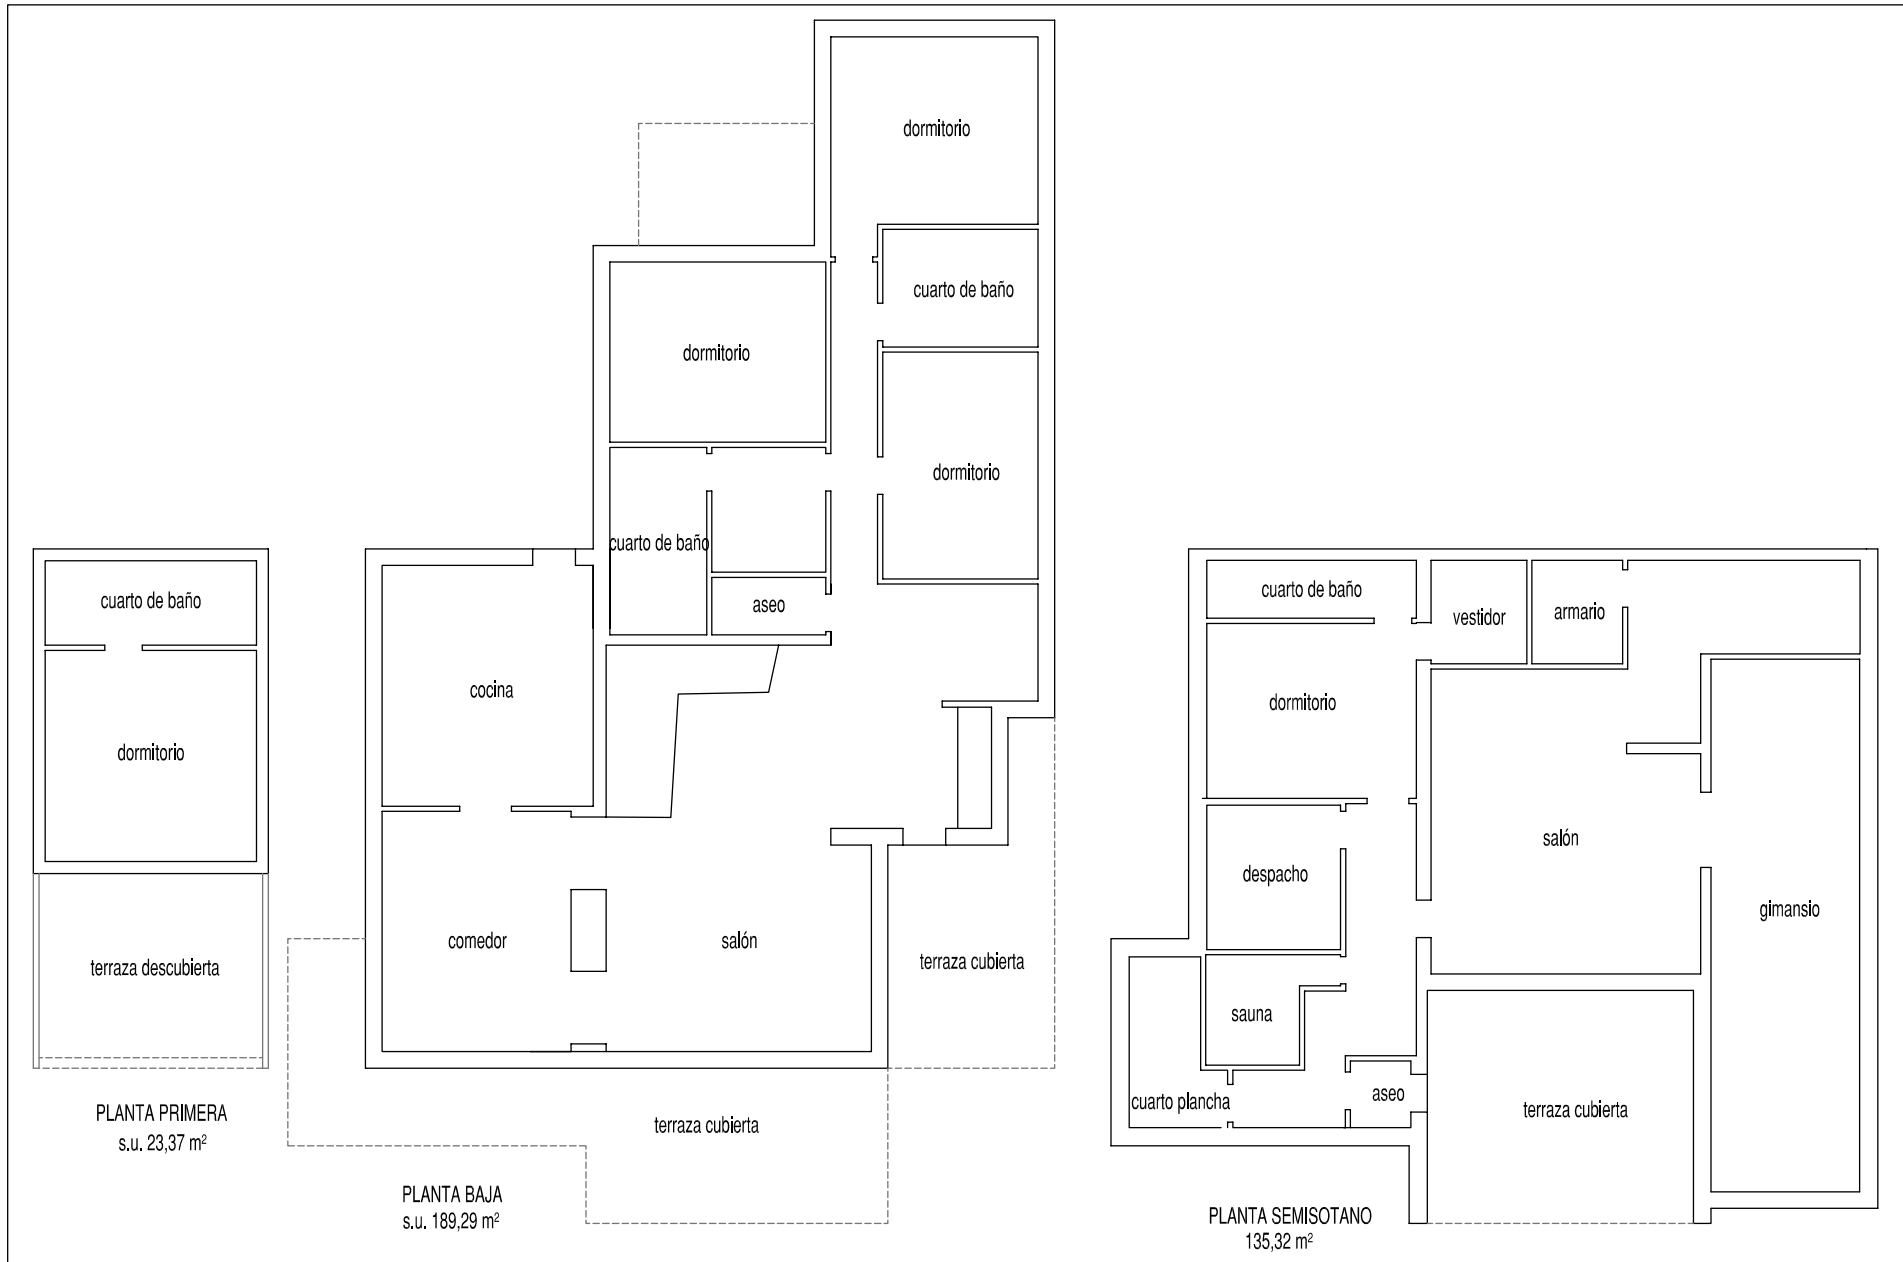 cuarto de baño
dormitorio
terraza descubierta
PLANTA PRIMERA
s.u. 23,37 m²
dormitorio
cuarto de baño
dormitorio
dormitorio
cuarto de baño
aseo
cocina
comedor
salón
terraza cubierta
terraza cubierta
PLANTA BAJA
s.u. 189,29 m²
cuarto de baño
vestidor
armario
dormitorio
salón
despacho
gimansio
sauna
cuarto plancha
aseo
terraza cubierta
PLANTA SEMISOTANO
135,32 m²